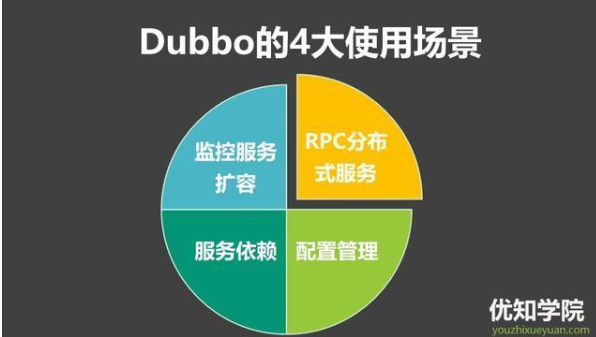 Dubbo的4大使用场景
监控服务
扩容
RPC分布
式服务
服务依赖
配置管理
优知学院
youzhixueyuan.com